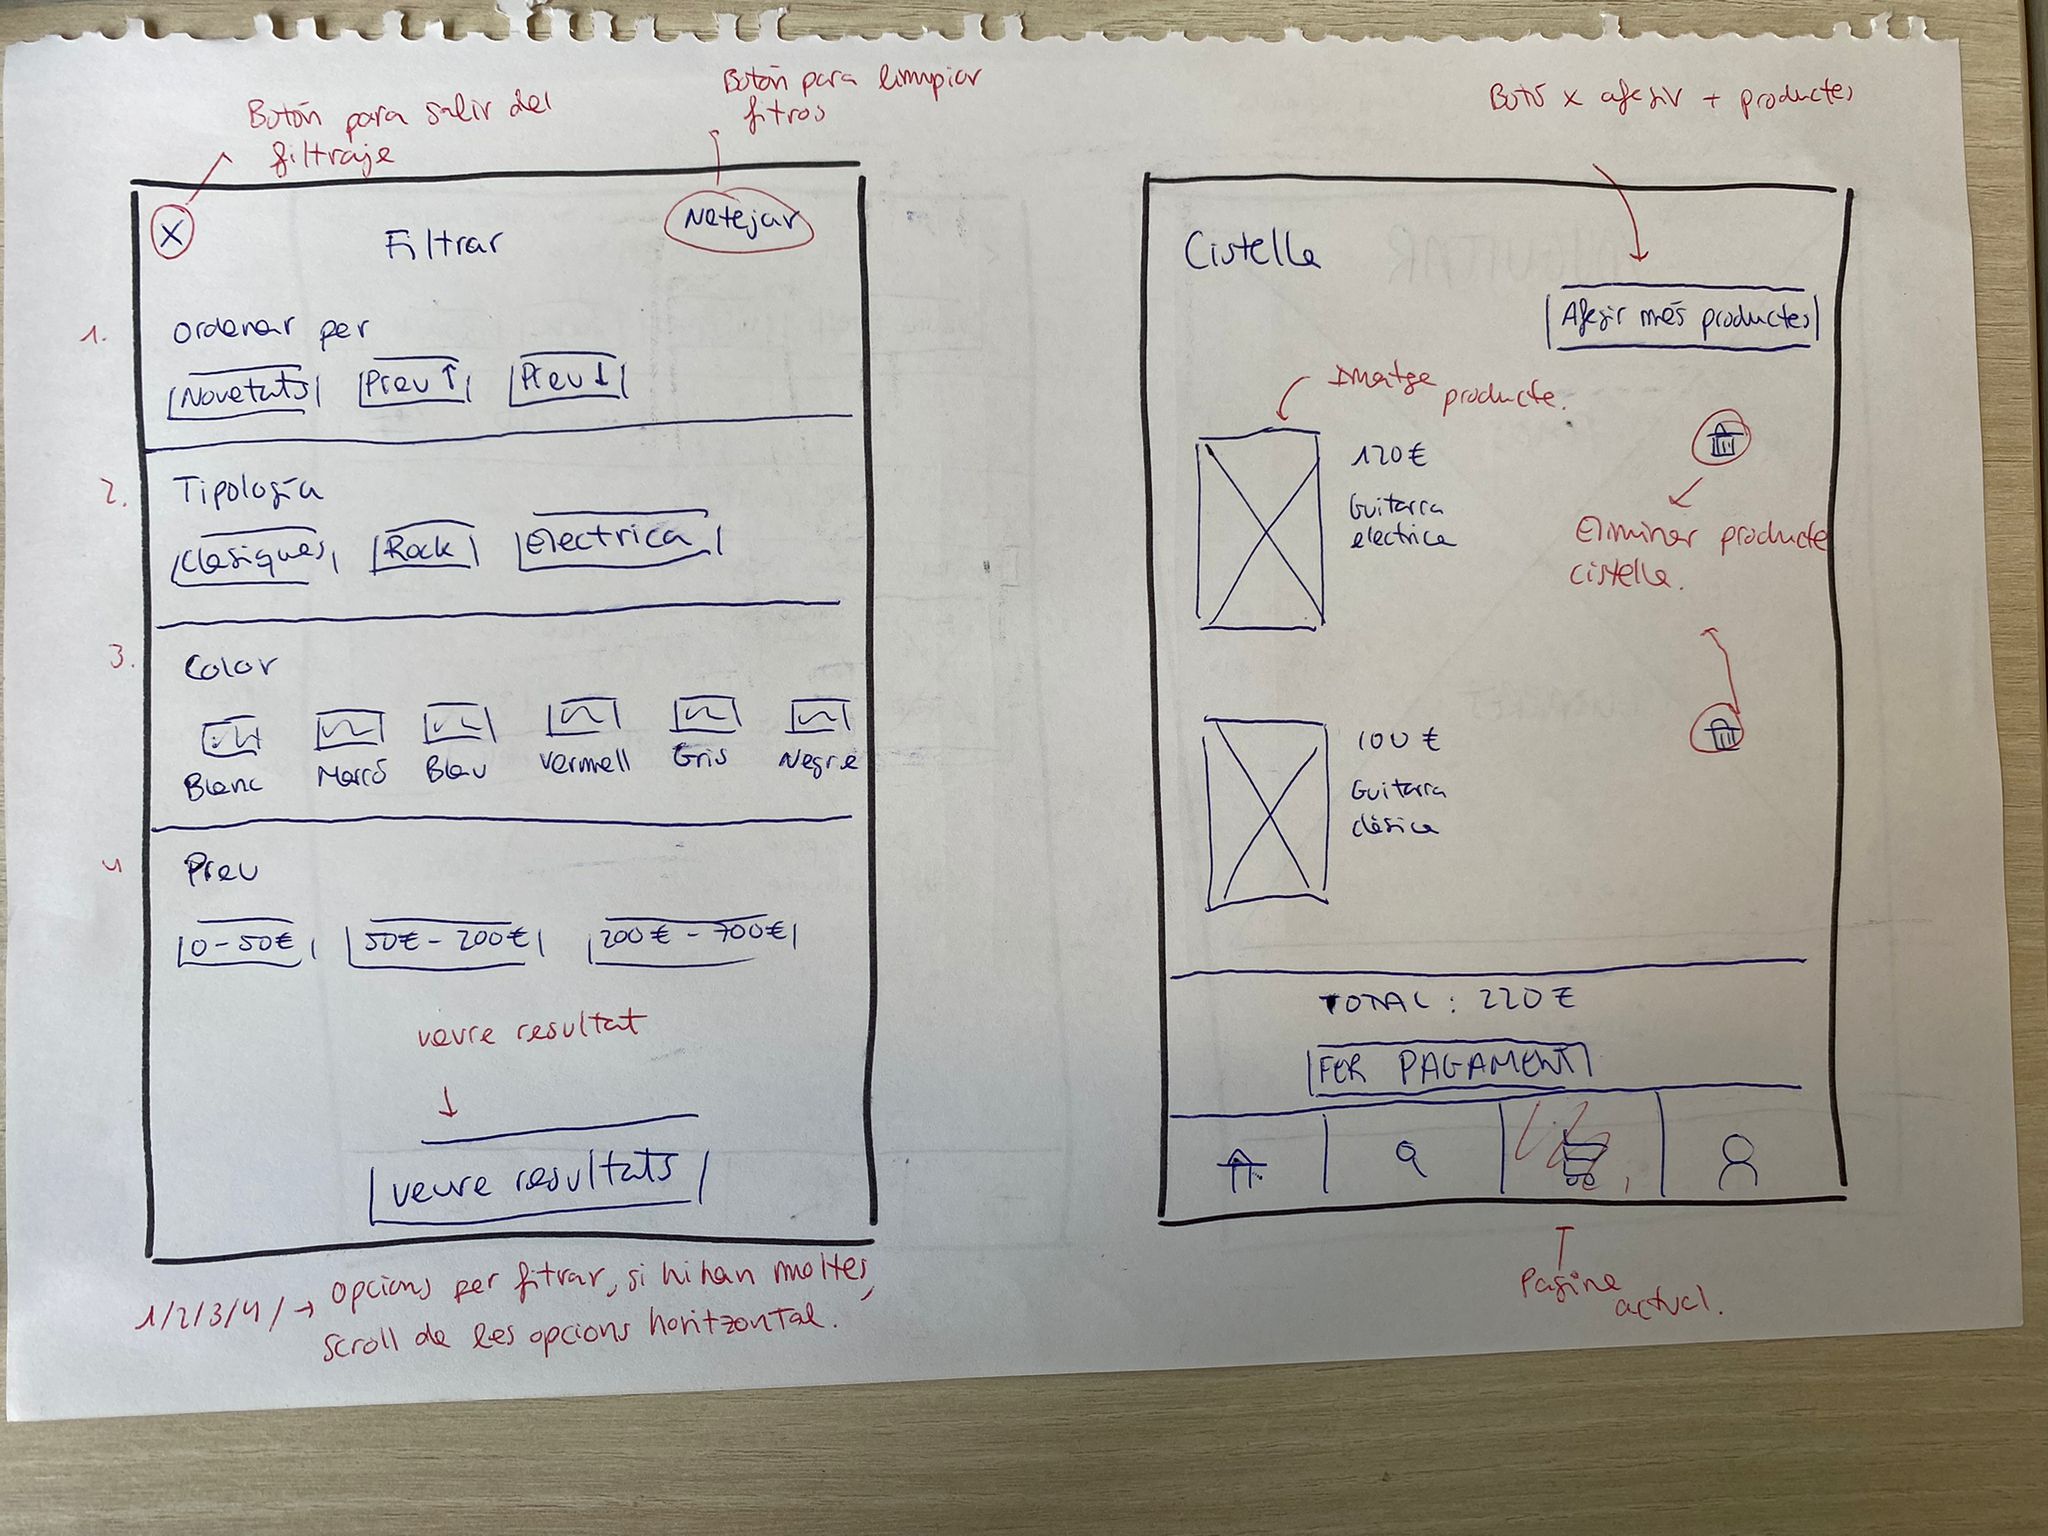 Botón para salir del
filtraje
Botón para limpiar
fitros
X
Filtrar
Netejar
1.
Ordenar per
Novetats
Preu ↑
Preu ↓
2.
Tipología
Clàsiques
Rock
Electrica
3.
Color
Blanc
Marró
Blau
Vermell
Gris
Negre
4
Preu
0-50€
50€-200€
200€-700€
veure resultat
veure resultats
1/2/3/4/→ opcions per fitrar, si hi han moltes,
scroll de les opcions horitzontal.
Botó x afegir + productes
Cistella
Afegir més productes
Imatge
producte.
120€
Guitarra
electrica
Eliminar producte
cistella.
100€
Guitarra
clàsica
TOTAL: 220€
FER PAGAMENT
Pagina
actual.